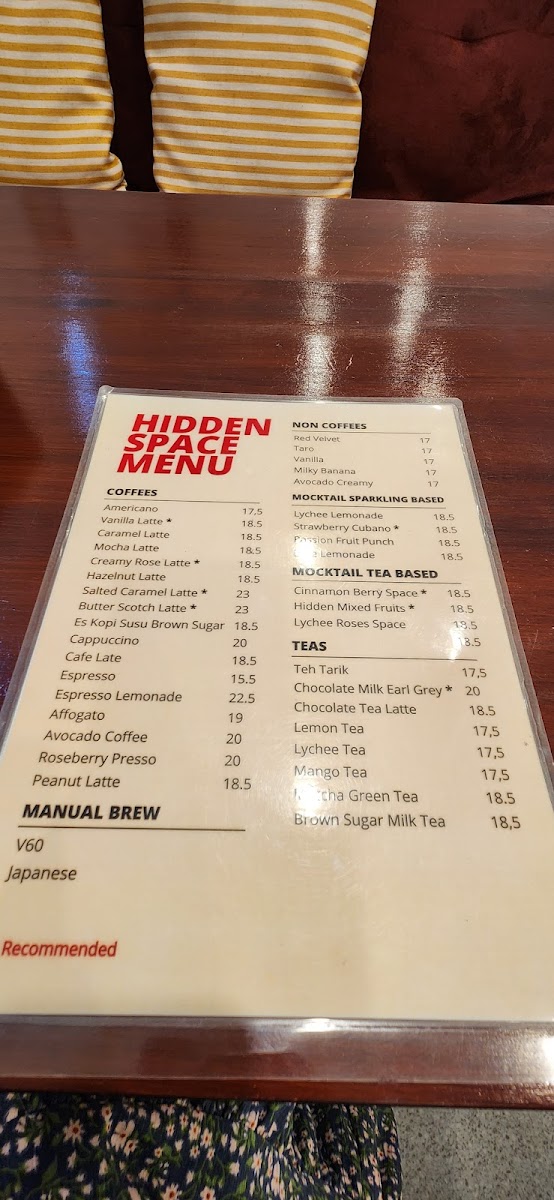 HIDDEN
SPACE
MENU
COFFEES
Americano 17,5
Vanilla Latte * 18.5
Caramel Latte 18.5
Mocha Latte 18.5
Creamy Rose Latte * 18.5
Hazelnut Latte 18.5
Salted Caramel Latte * 23
Butter Scotch Latte * 23
Es Kopi Susu Brown Sugar 18.5
Cappuccino 20
Cafe Late 18.5
Espresso 15.5
Espresso Lemonade 22.5
Affogato 19
Avocado Coffee 20
Roseberry Presso 20
Peanut Latte 18.5
MANUAL BREW
V60
Japanese
Recommended
NON COFFEES
Red Velvet 17
Taro 17
Vanilla 17
Milky Banana 17
Avocado Creamy 17
MOCKTAIL SPARKLING BASED
Lychee Lemonade 18.5
Strawberry Cubano * 18.5
Passion Fruit Punch 18.5
Lemonade 18.5
MOCKTAIL TEA BASED
Cinnamon Berry Space * 18.5
Hidden Mixed Fruits * 18.5
Lychee Roses Space 18.5
18.5
TEAS
Teh Tarik 17,5
Chocolate Milk Earl Grey * 20
Chocolate Tea Latte 18.5
Lemon Tea 17,5
Lychee Tea 17,5
Mango Tea 17,5
Matcha Green Tea 18.5
Brown Sugar Milk Tea 18,5